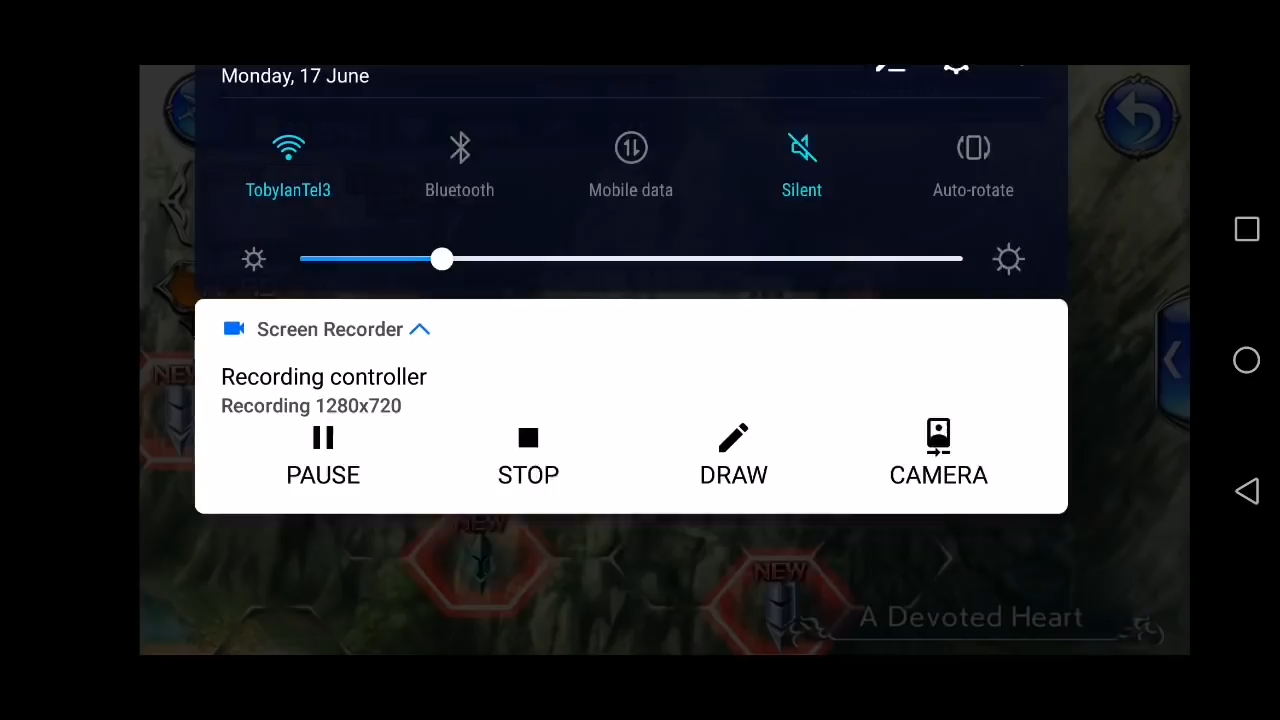 Monday, 17 June
TobyIanTel3
Bluetooth
Mobile data
Silent
Auto-rotate
Screen Recorder
Recording controller
Recording 1280x720
PAUSE
STOP
DRAW
CAMERA
NEW
NEW
NEW
A Devoted Heart